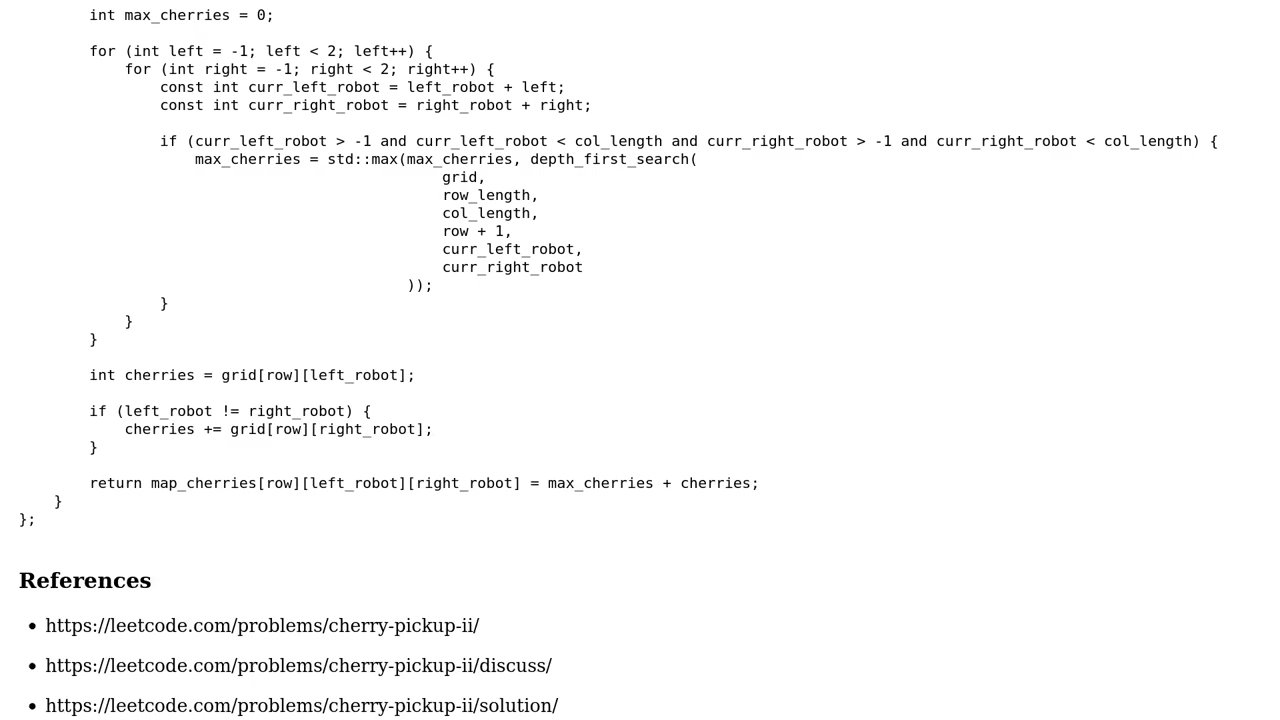 int max_cherries = 0;
for (int left = -1; left < 2; left++) {
for (int right = -1; right < 2; right++) {
const int curr_left_robot = left_robot + left;
const int curr_right_robot = right_robot + right;
if (curr_left_robot > -1 and curr_left_robot < col_length and curr_right_robot > -1 and curr_right_robot < col_length) {
max_cherries = std::max(max_cherries, depth_first_search(
grid,
row_length,
col_length,
row + 1,
curr_left_robot,
curr_right_robot
));
}
}
}
int cherries = grid[row][left_robot];
if (left_robot != right_robot) {
cherries += grid[row][right_robot];
}
return map_cherries[row][left_robot][right_robot] = max_cherries + cherries;
}
};
References
• https://leetcode.com/problems/cherry-pickup-ii/
• https://leetcode.com/problems/cherry-pickup-ii/discuss/
• https://leetcode.com/problems/cherry-pickup-ii/solution/